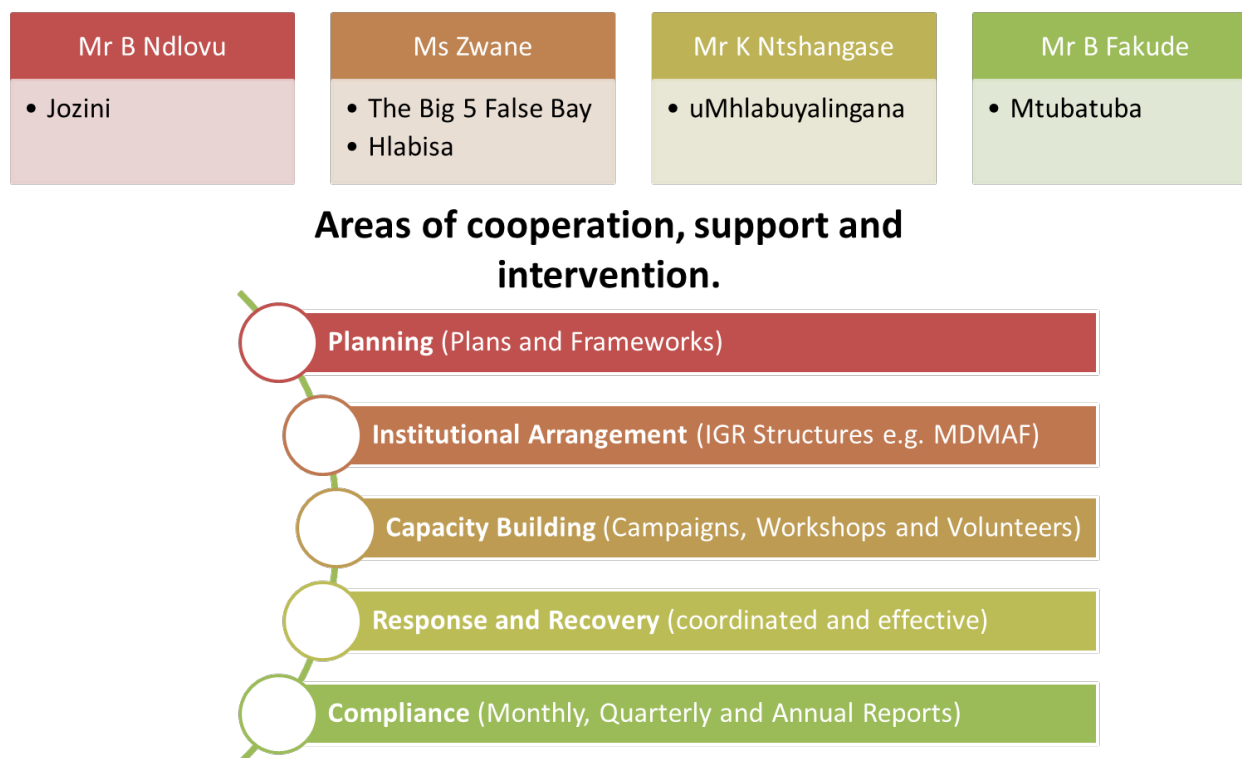 Mr B Ndlovu
• Jozini
Ms Zwane
• The Big 5 False Bay
• Hlabisa
Mr K Ntshangase
• uMhlabuyalingana
Mr B Fakude
• Mtubatuba
Areas of cooperation, support and
intervention.
Planning (Plans and Frameworks)
Institutional Arrangement (IGR Structures e.g. MDMAF)
Capacity Building (Campaigns, Workshops and Volunteers)
Response and Recovery (coordinated and effective)
Compliance (Monthly, Quarterly and Annual Reports)